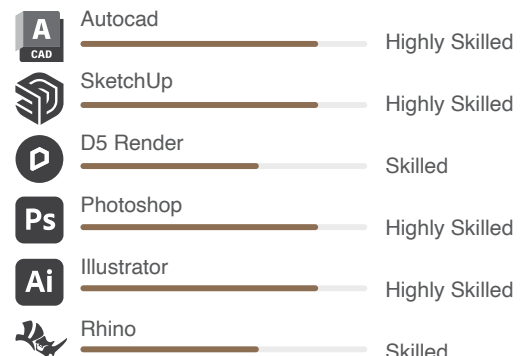 A
CAD
Autocad
Highly Skilled
SketchUp
Highly Skilled
D5 Render
Skilled
Ps
Photoshop
Highly Skilled
Ai
Illustrator
Highly Skilled
Rhino
Skilled